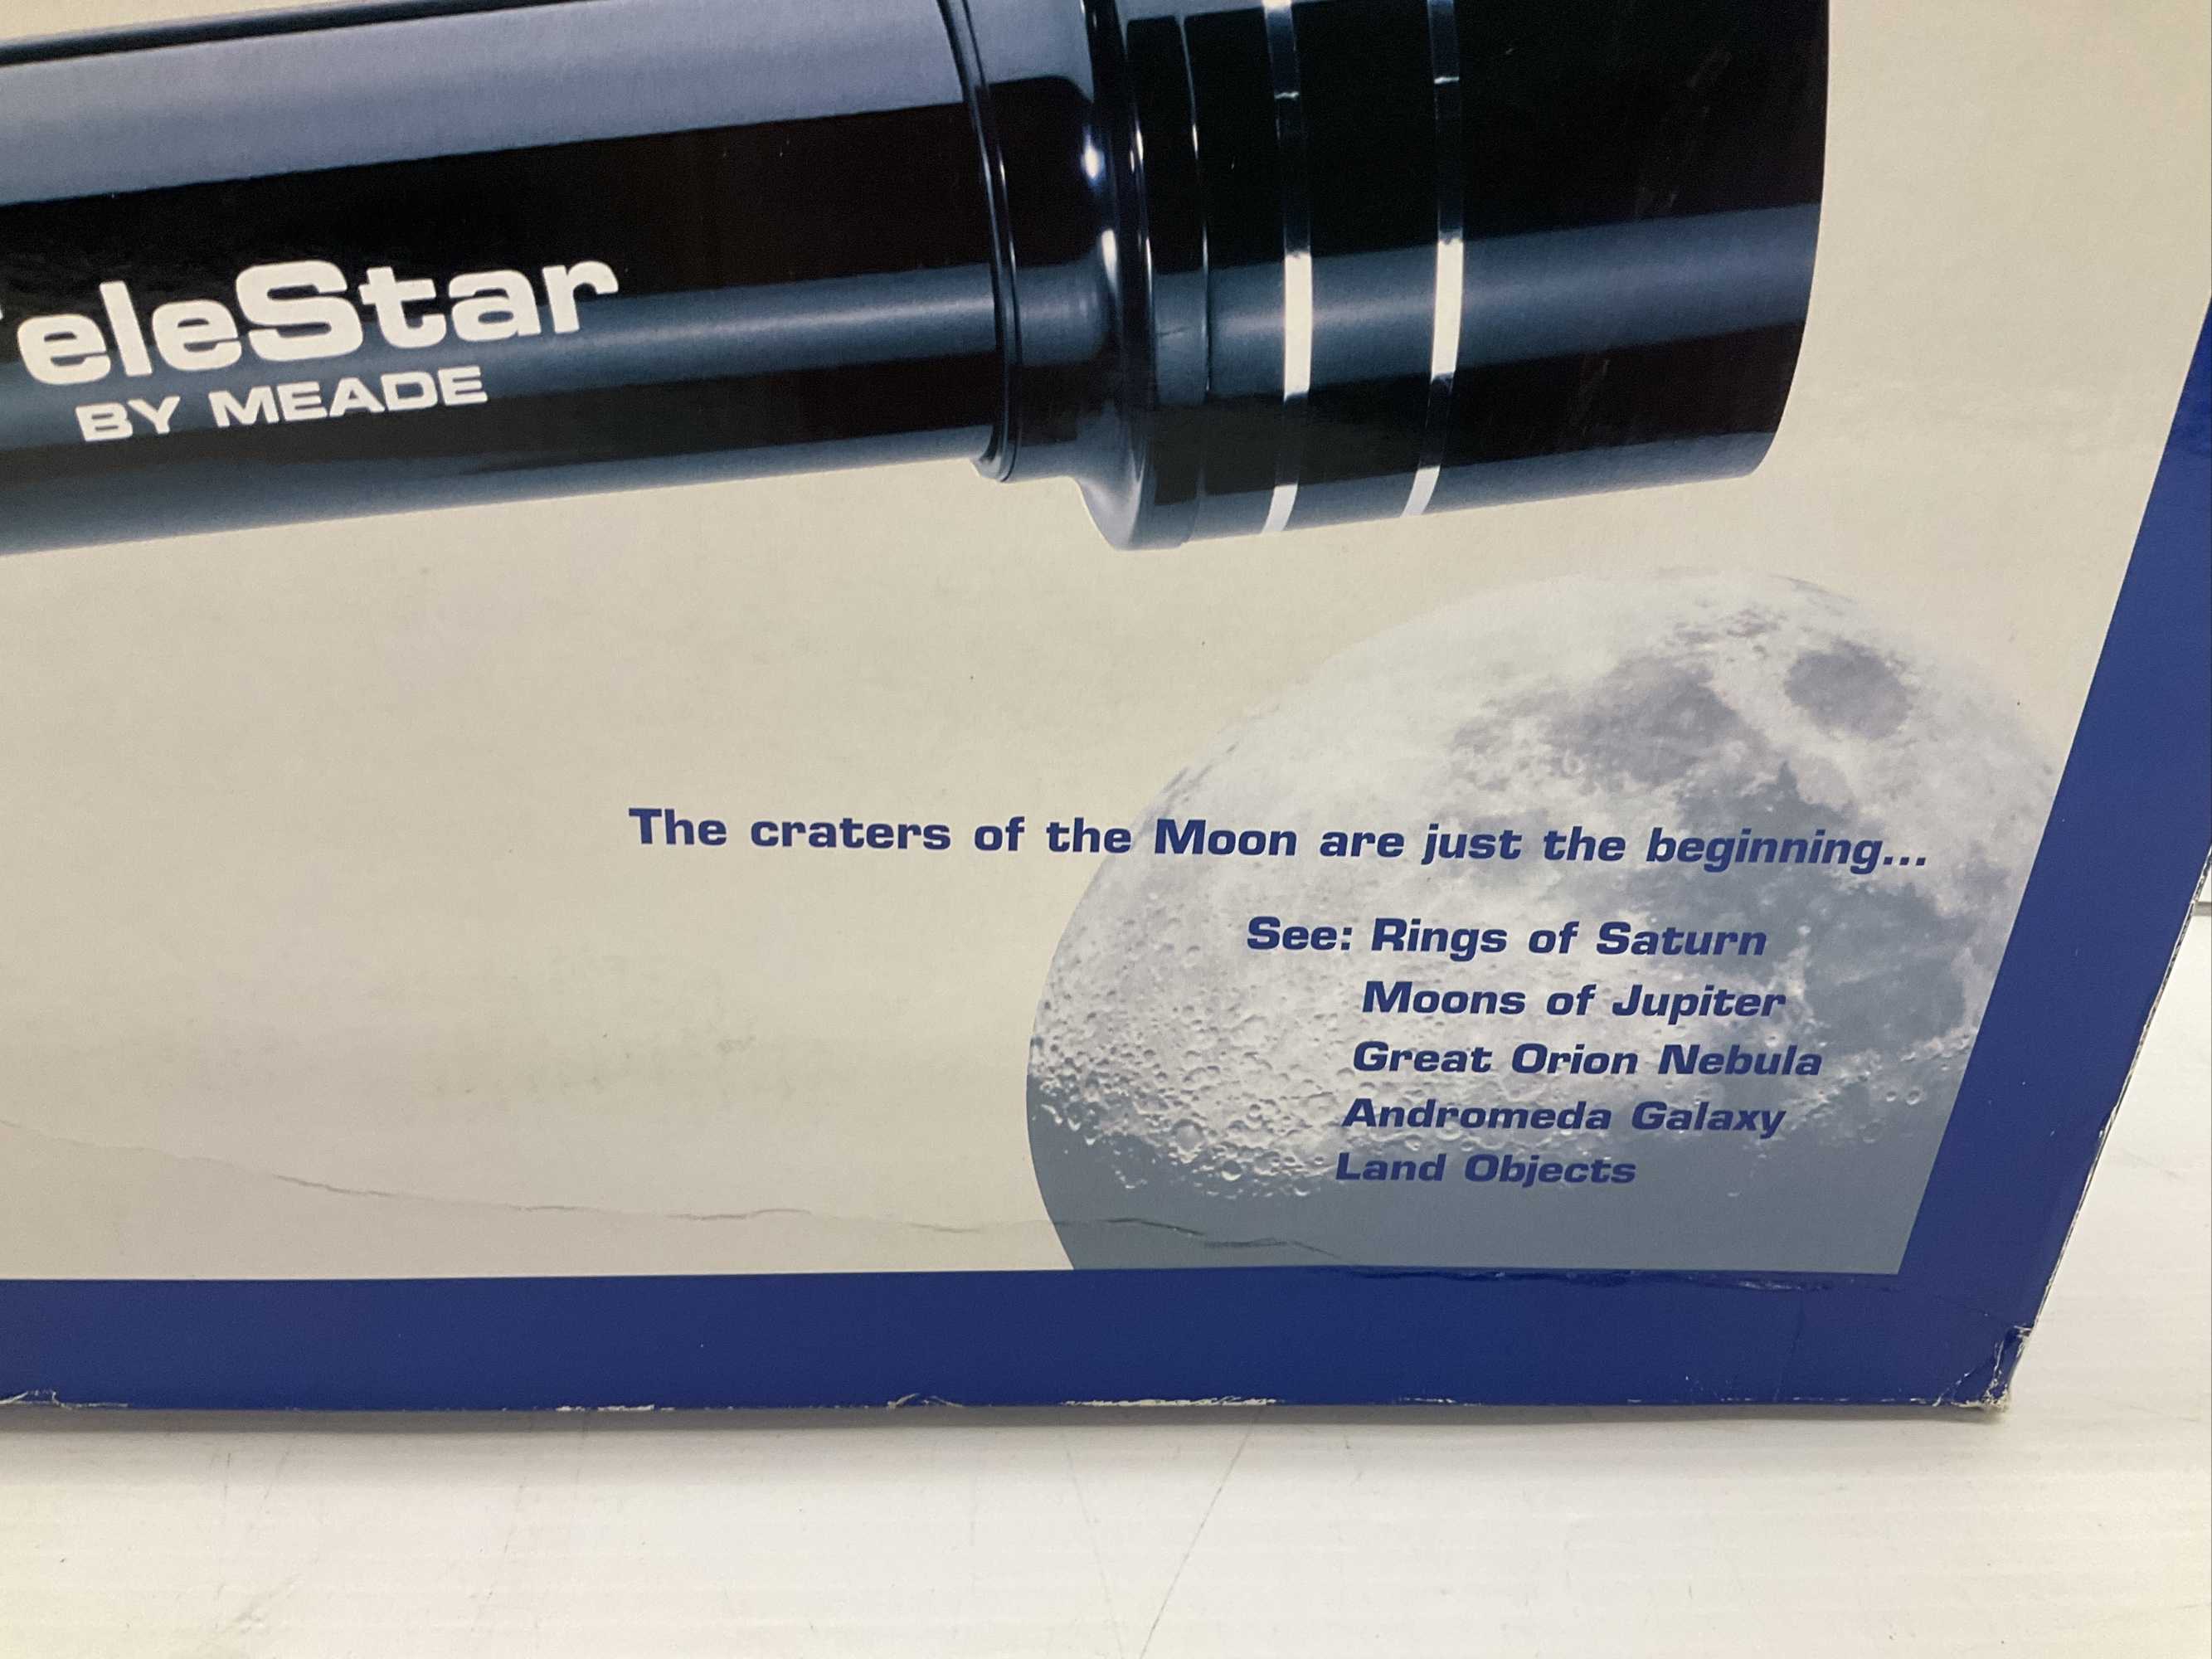 TeleStar
BY MEADE
The craters of the Moon are just the beginning...
See: Rings of Saturn
Moons of Jupiter
Great Orion Nebula
Andromeda Galaxy
Land Objects